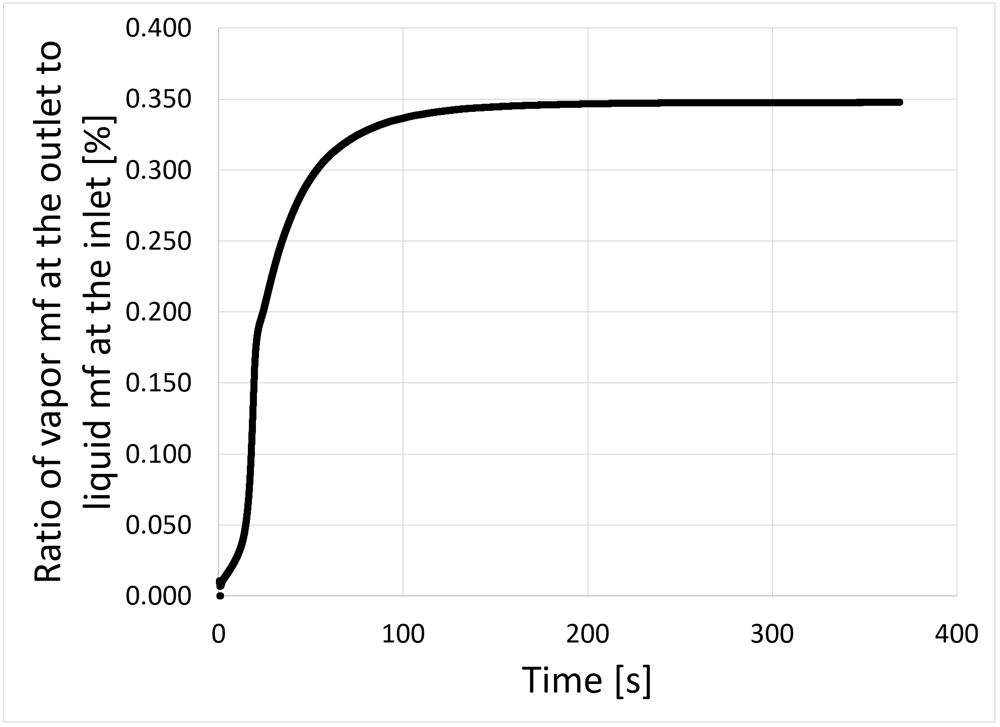 Ratio of vapor mf at the outlet to
liquid mf at the inlet [%]
0.400
0.350
0.300
0.250
0.200
0.150
0.100
0.050
0.000
0 100 200 300 400
Time [s]